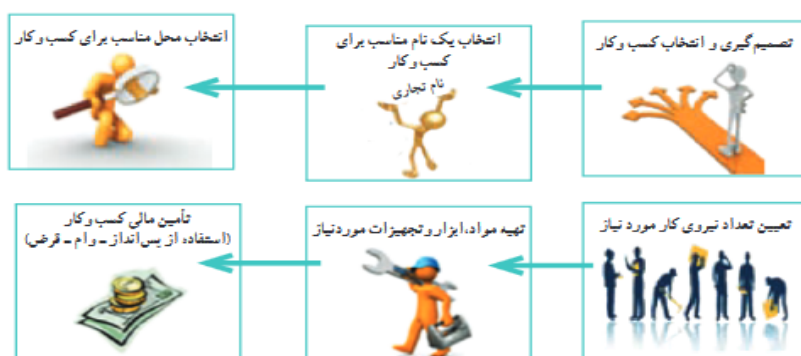 تصمیم‌گیری و انتخاب کسب و کار
انتخاب یک نام مناسب برای
کسب و کار
نام تجاری
انتخاب محل مناسب برای کسب و کار
تعیین تعداد نیروی کار مورد نیاز
تهیه مواد، ابزار و تجهیزات موردنیاز
تأمین مالی کسب و کار
(استفاده از پس‌انداز - وام - قرض)